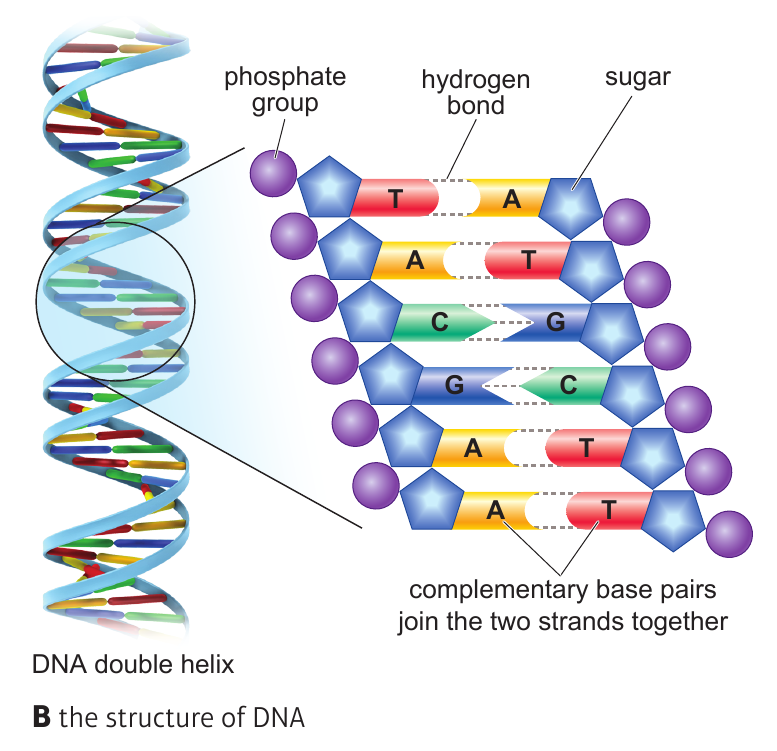 phosphate
group
hydrogen
bond
sugar
T A
A T
C G
G C
A T
A T
complementary base pairs
join the two strands together
DNA double helix
B the structure of DNA